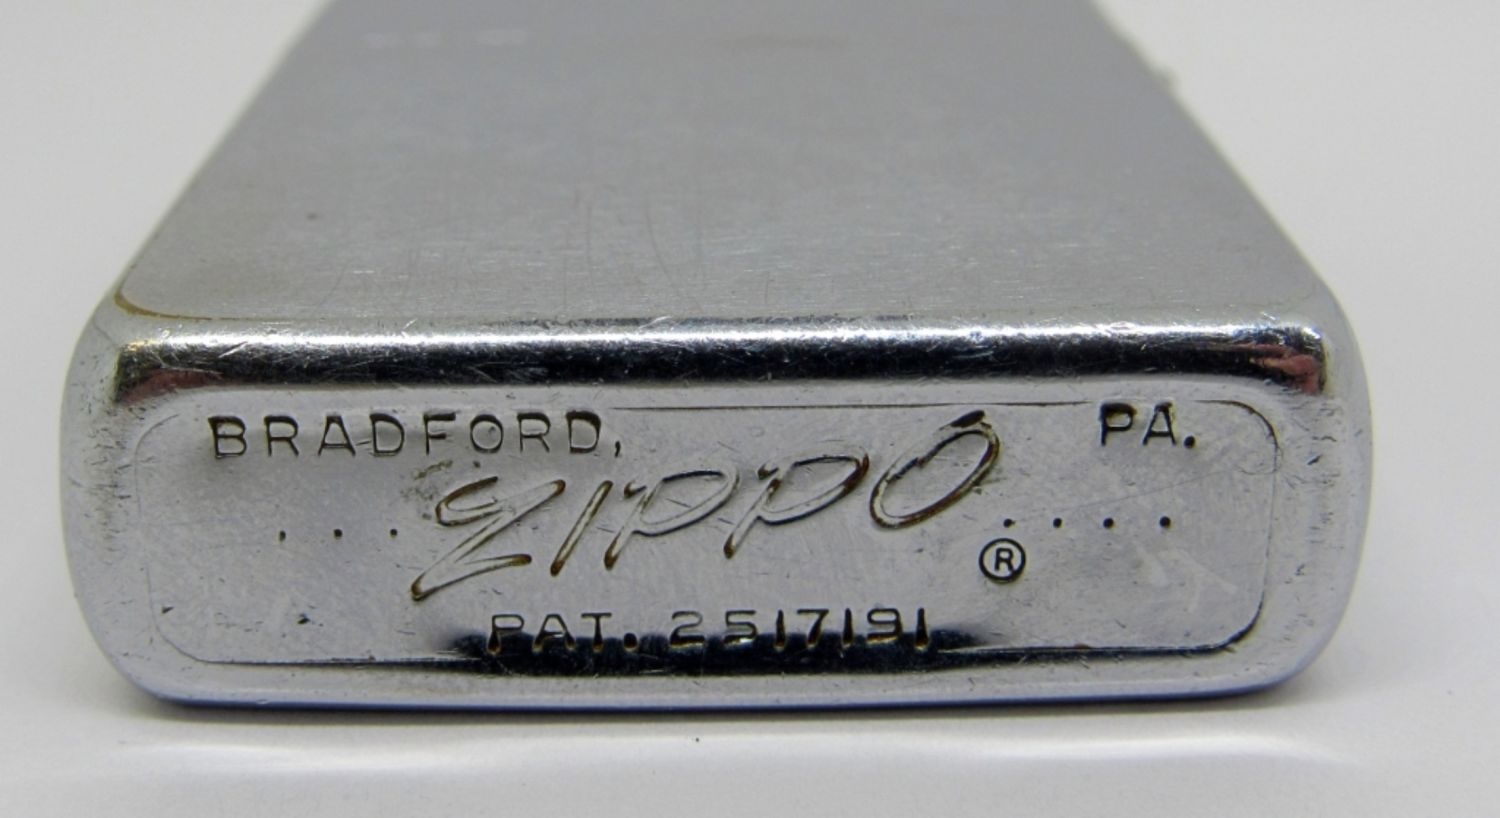 BRADFORD, PA.
...ZIPPO....
®
PAT. 2517191